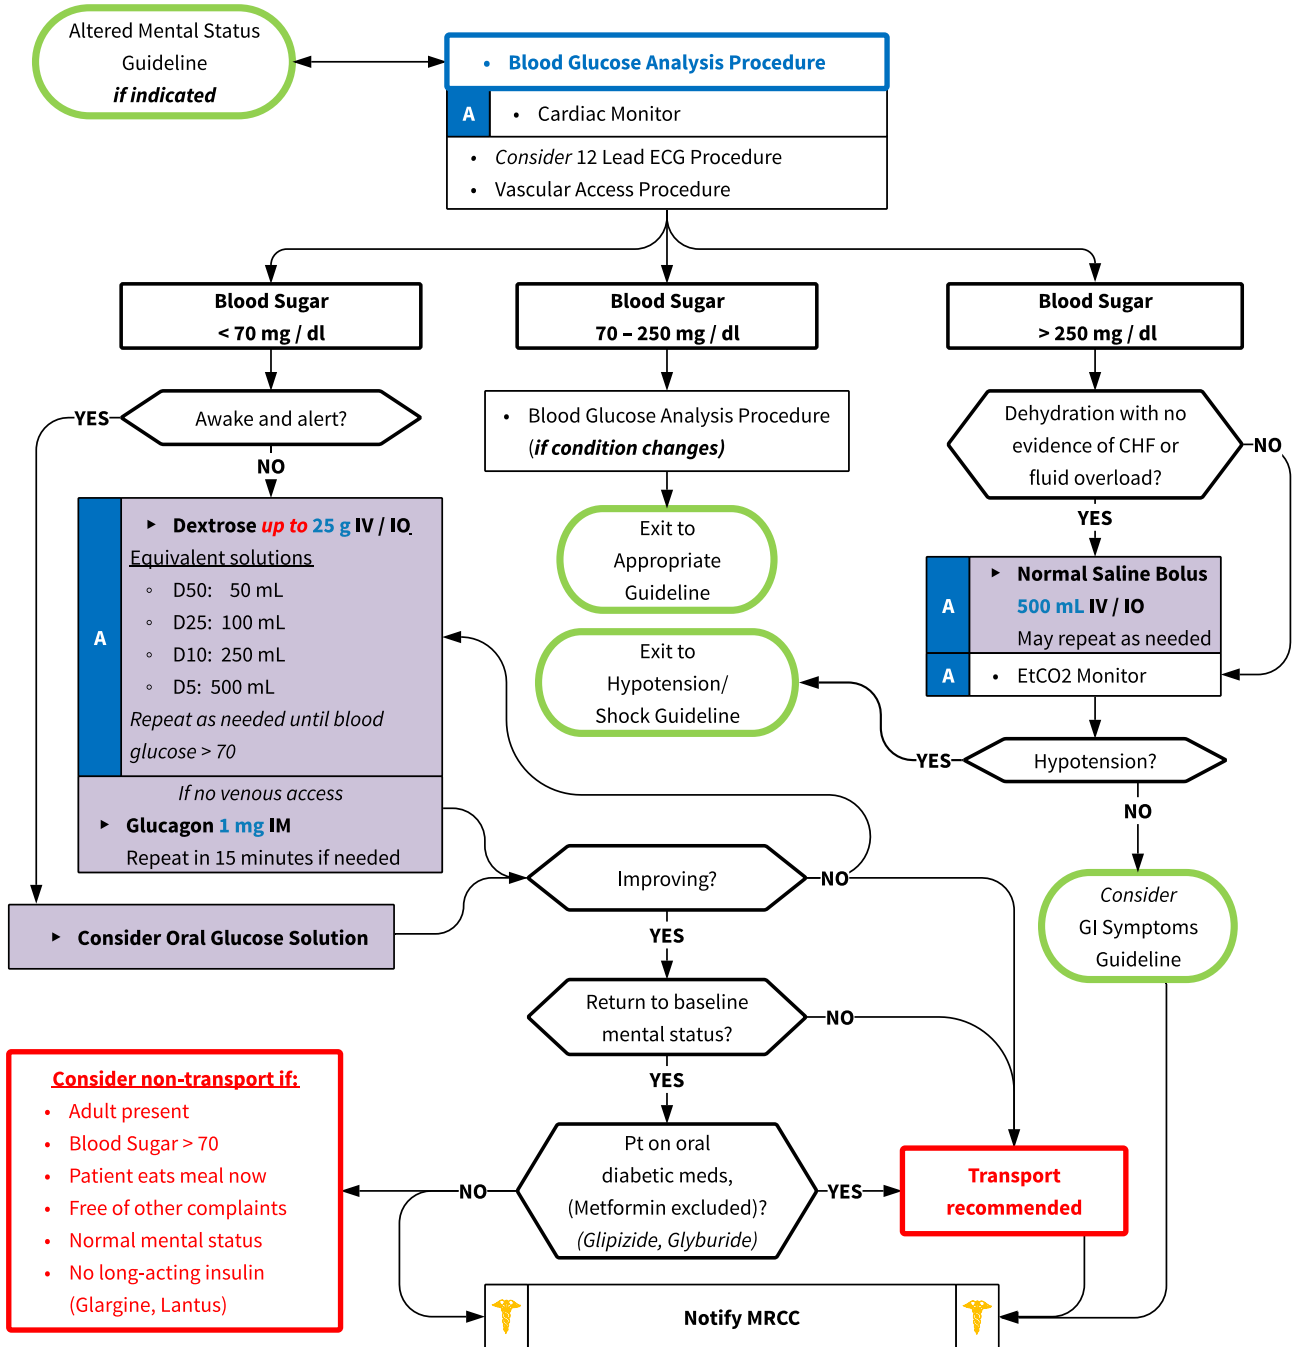 Altered Mental Status
Guideline
if indicated
• Blood Glucose Analysis Procedure
A • Cardiac Monitor
• Consider 12 Lead ECG Procedure
• Vascular Access Procedure
Blood Sugar
< 70 mg / dl
Blood Sugar
70 – 250 mg / dl
Blood Sugar
> 250 mg / dl
YES
Awake and alert?
NO
• Blood Glucose Analysis Procedure
(if condition changes)
Dehydration with no
evidence of CHF or
fluid overload?
NO
YES
A
▸ Dextrose up to 25 g IV / IO.
Equivalent solutions
◦ D50: 50 mL
◦ D25: 100 mL
◦ D10: 250 mL
◦ D5: 500 mL
Repeat as needed until blood
glucose > 70
If no venous access
▸ Glucagon 1 mg IM
Repeat in 15 minutes if needed
Exit to
Appropriate
Guideline
A
▸ Normal Saline Bolus
500 mL IV / IO
May repeat as needed
A • EtCO2 Monitor
Exit to
Hypotension/
Shock Guideline
YES
Hypotension?
NO
Consider
GI Symptoms
Guideline
▸ Consider Oral Glucose Solution
Improving?
NO
YES
Return to baseline
mental status?
NO
YES
Pt on oral
diabetic meds,
(Metformin excluded)?
(Glipizide, Glyburide)
NO
YES
Transport
recommended
Consider non-transport if:
• Adult present
• Blood Sugar > 70
• Patient eats meal now
• Free of other complaints
• Normal mental status
• No long-acting insulin
(Glargine, Lantus)
Notify MRCC